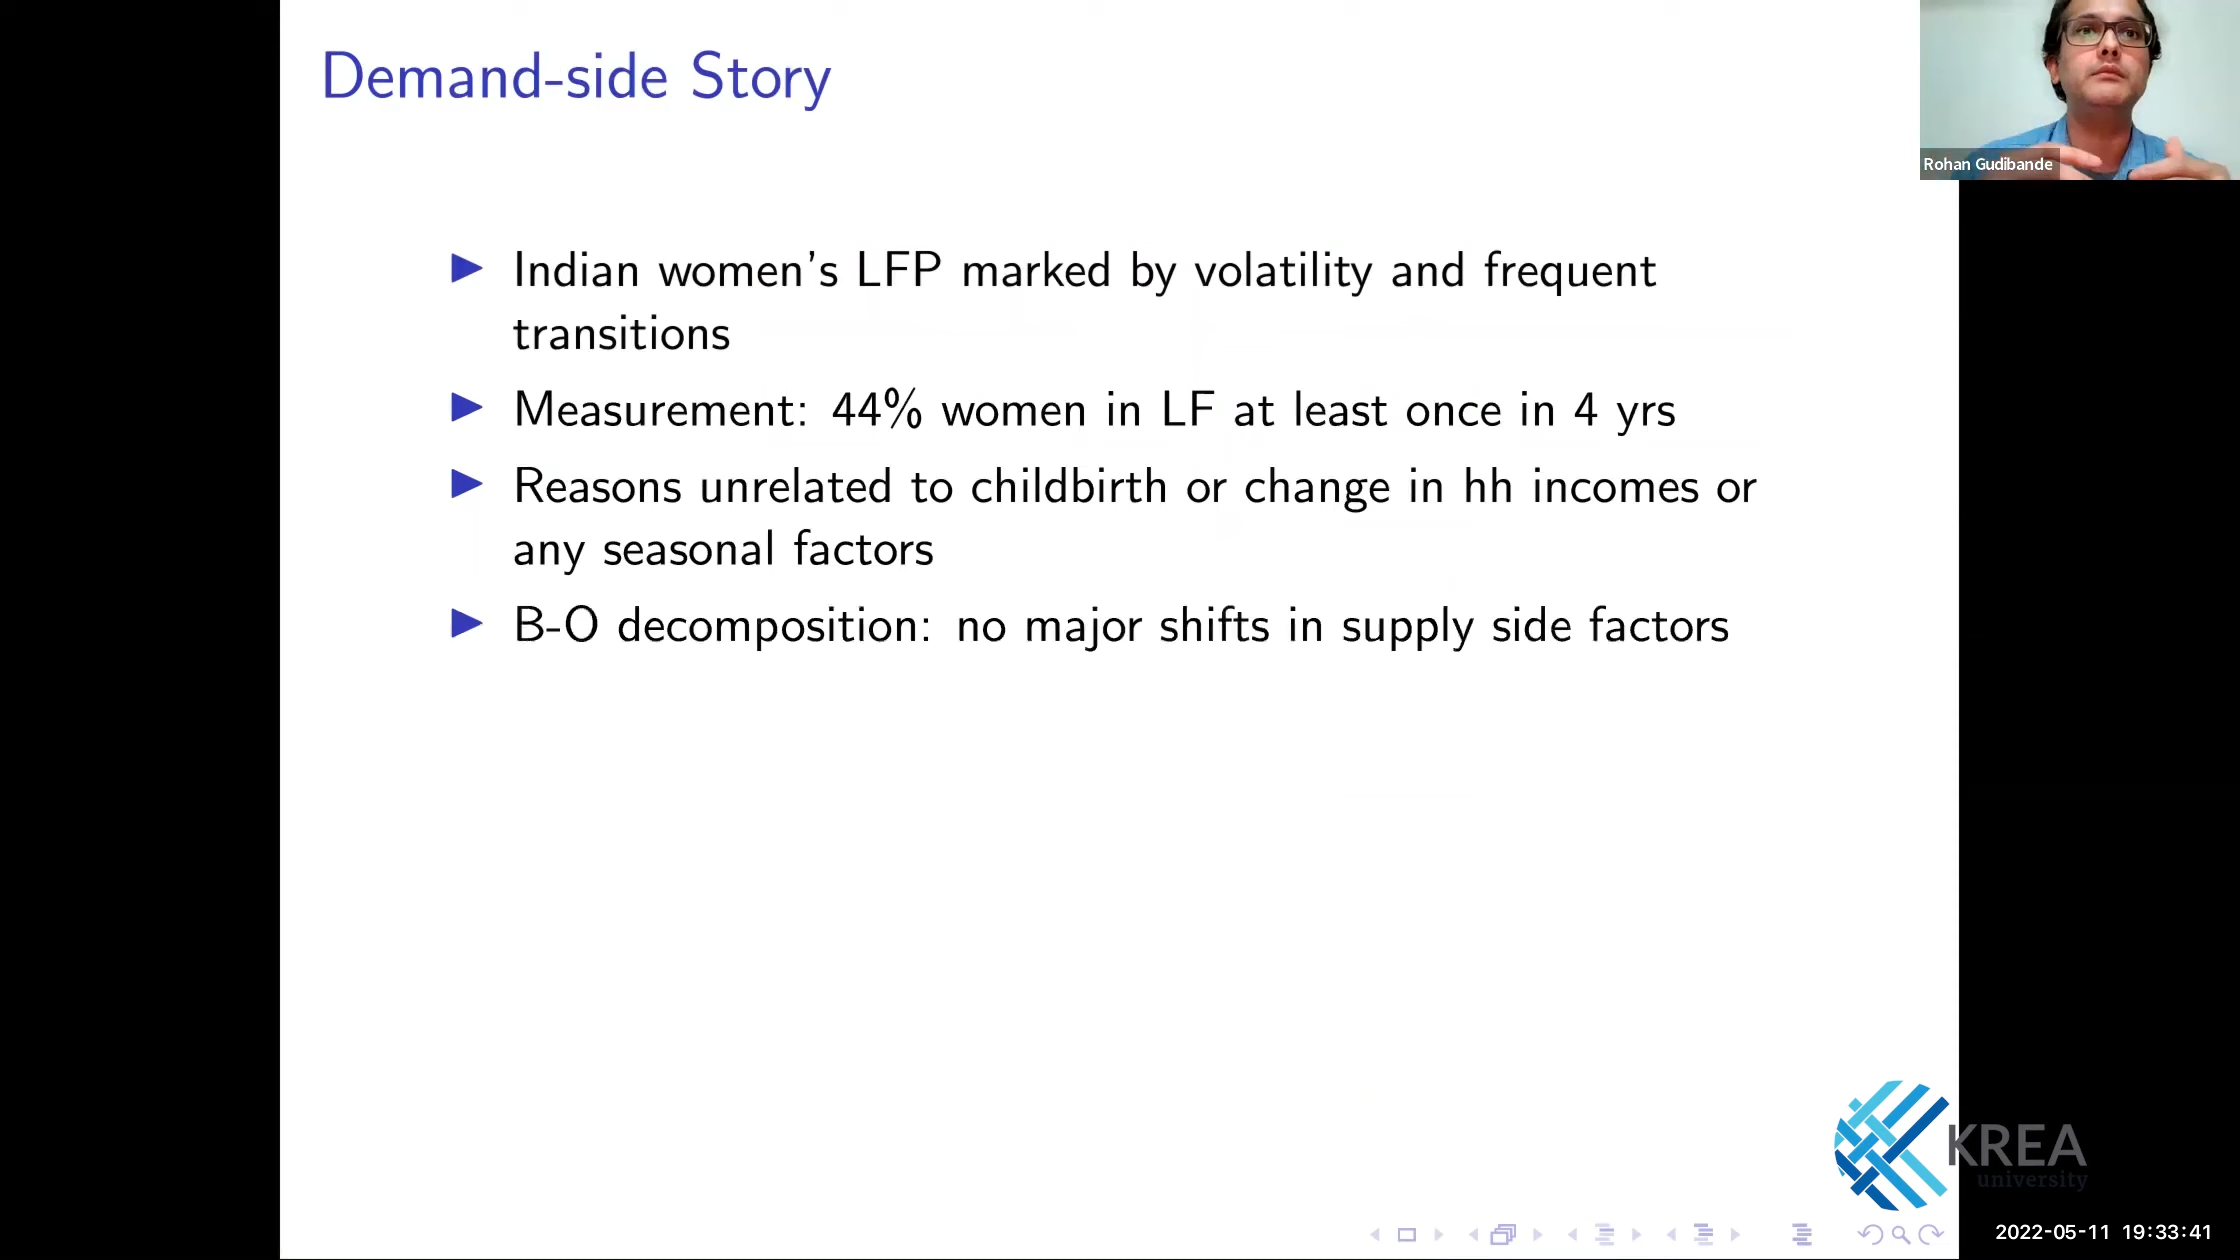 Demand-side Story
Rohan Gudibande
Indian women's LFP marked by volatility and frequent
transitions
Measurement: 44% women in LF at least once in 4 yrs
Reasons unrelated to childbirth or change in hh incomes or
any seasonal factors
B-O decomposition: no major shifts in supply side factors
KREA
university
2022-05-11 19:33:41